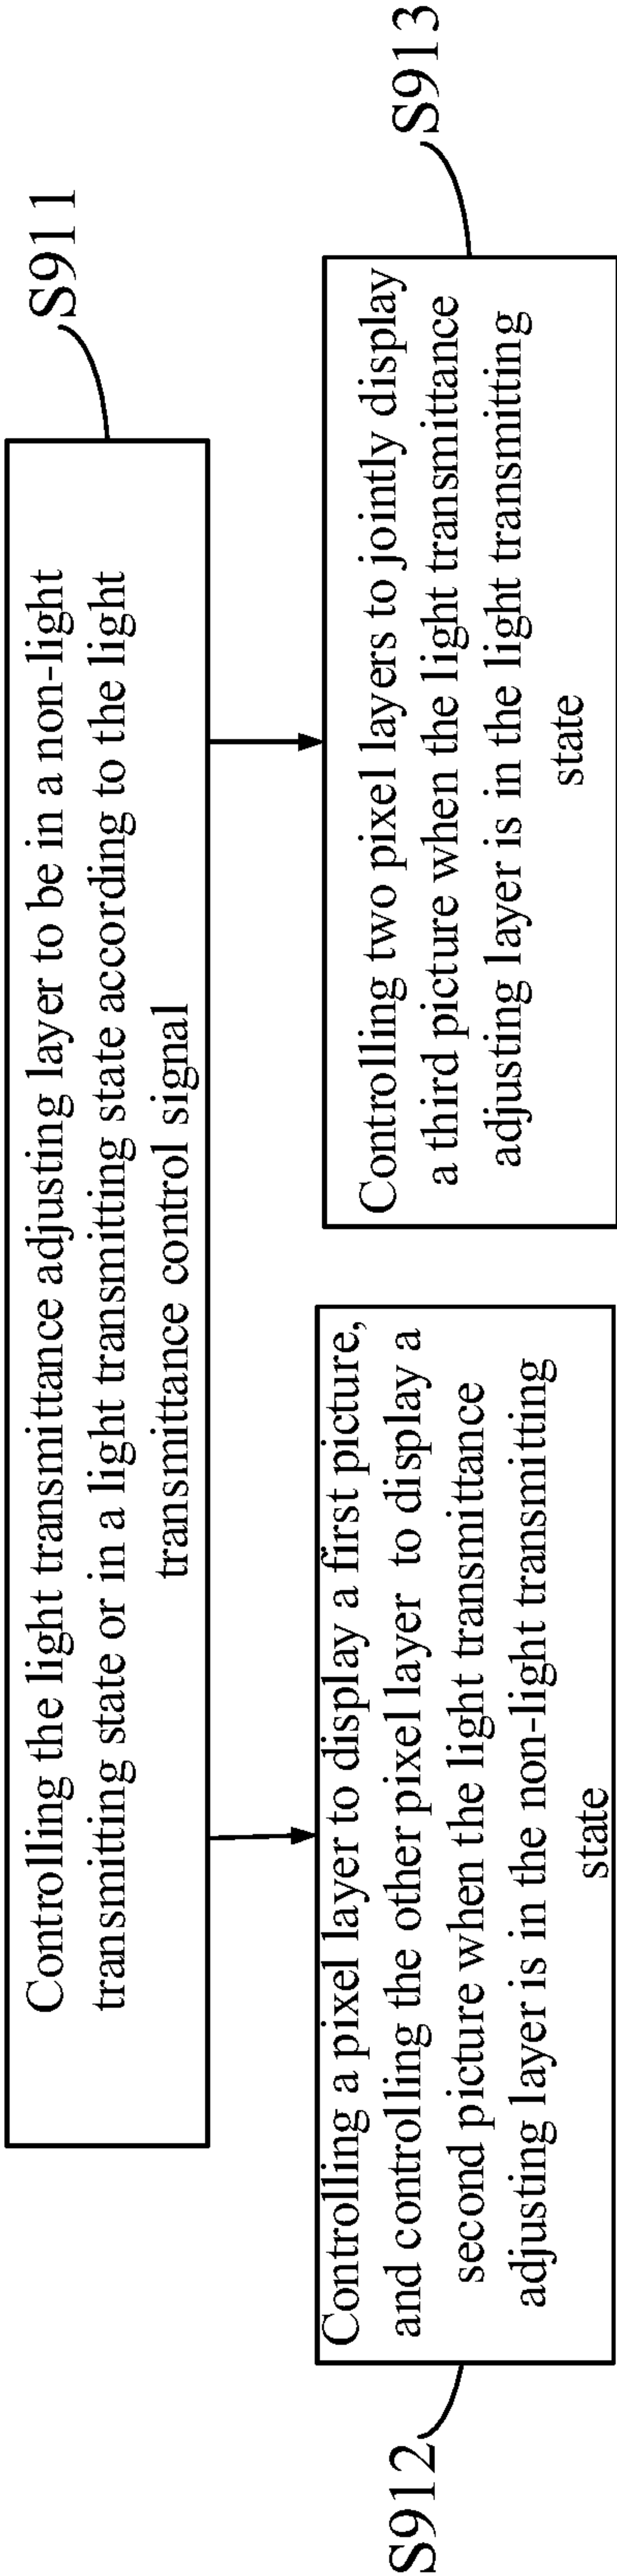 Controlling the light transmittance adjusting layer to be in a non-light
transmitting state or in a light transmitting state according to the light
transmittance control signal
S911
S912
Controlling a pixel layer to display a first picture,
and controlling the other pixel layer to display a
second picture when the light transmittance
adjusting layer is in the non-light transmitting
state
Controlling two pixel layers to jointly display
a third picture when the light transmittance
adjusting layer is in the light transmitting
state
S913